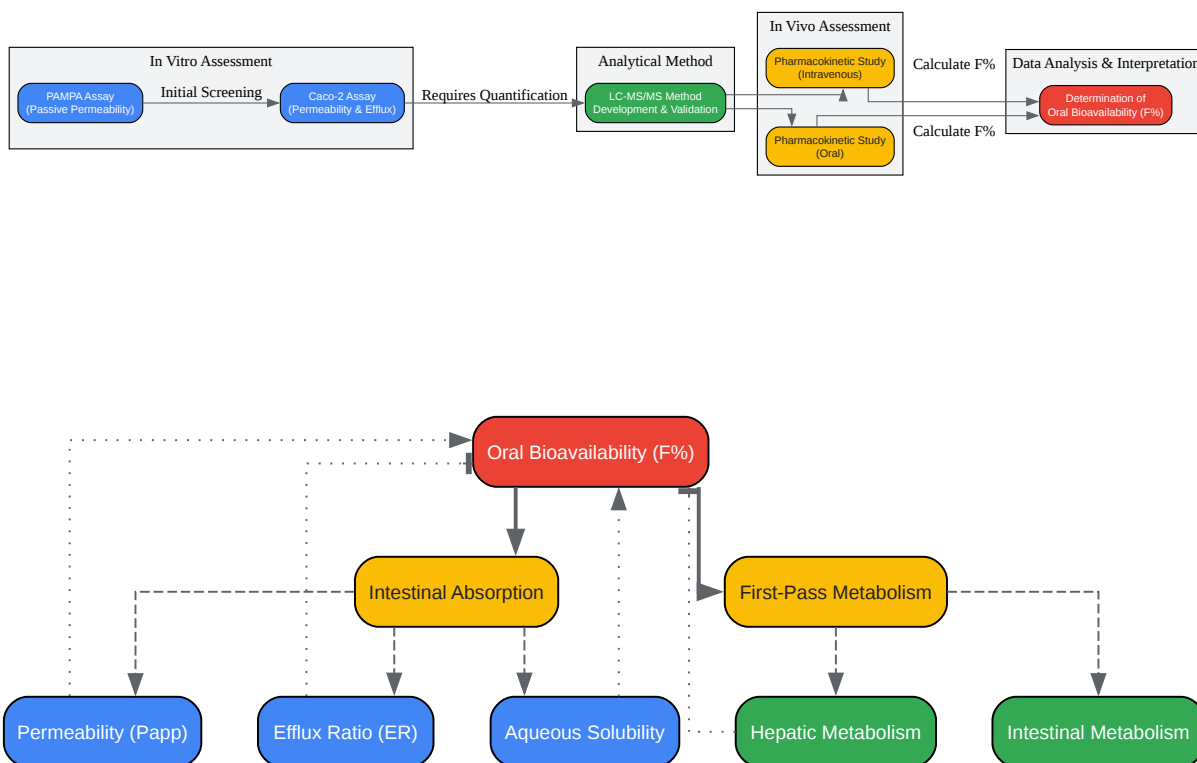 In Vitro Assessment
PAMPA Assay
(Passive Permeability)
Initial Screening
Caco-2 Assay
(Permeability & Efflux)
Requires Quantification
Analytical Method
LC-MS/MS Method
Development & Validation
In Vivo Assessment
Pharmacokinetic Study
(Intravenous)
Pharmacokinetic Study
(Oral)
Calculate F%
Calculate F%
Data Analysis & Interpretation
Determination of
Oral Bioavailability (F%)
Oral Bioavailability (F%)
Intestinal Absorption
First-Pass Metabolism
Permeability (Papp)
Efflux Ratio (ER)
Aqueous Solubility
Hepatic Metabolism
Intestinal Metabolism